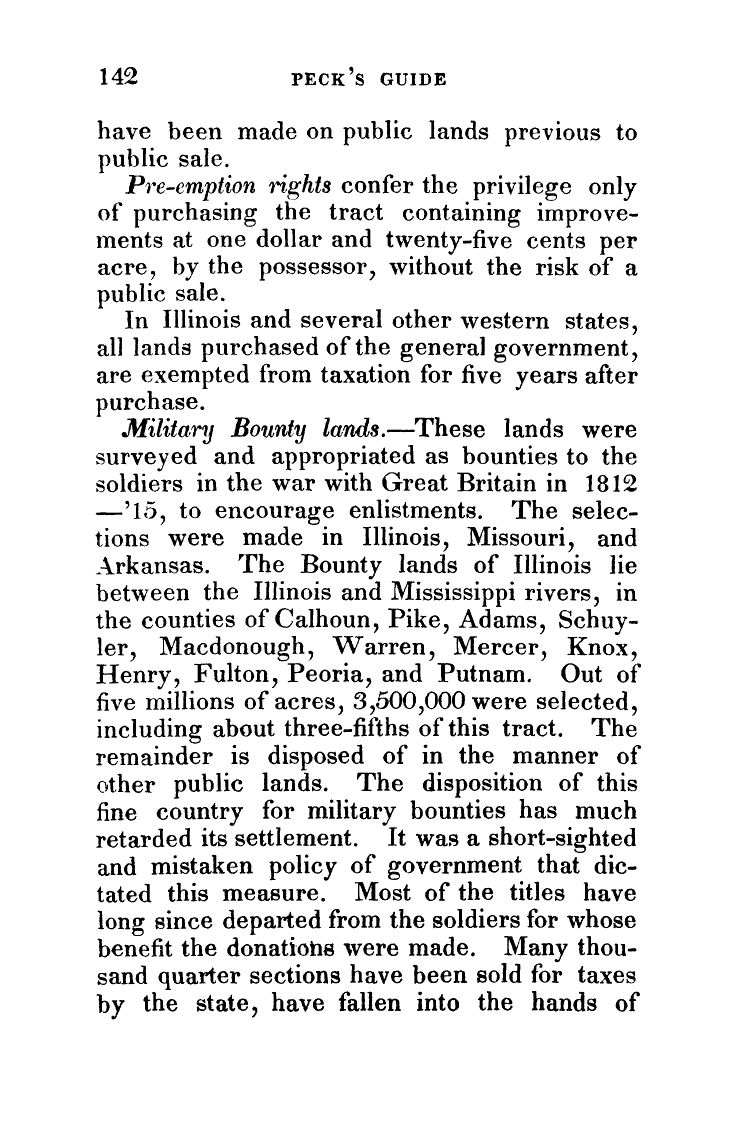 142 PECK'S GUIDE
have been made on public lands previous to
public sale.
Pre-emption rights confer the privilege only
of purchasing the tract containing improve-
ments at one dollar and twenty-five cents per
acre, by the possessor, without the risk of a
public sale.
In Illinois and several other western states,
all lands purchased of the general government,
are exempted from taxation for five years after
purchase.
Military Bounty lands.—These lands were
surveyed and appropriated as bounties to the
soldiers in the war with Great Britain in 1812
—'15, to encourage enlistments. The selec-
tions were made in Illinois, Missouri, and
Arkansas. The Bounty lands of Illinois lie
between the Illinois and Mississippi rivers, in
the counties of Calhoun, Pike, Adams, Schuy-
ler, Macdonough, Warren, Mercer, Knox,
Henry, Fulton, Peoria, and Putnam. Out of
five millions of acres, 3,500,000 were selected,
including about three-fifths of this tract. The
remainder is disposed of in the manner of
other public lands. The disposition of this
fine country for military bounties has much
retarded its settlement. It was a short-sighted
and mistaken policy of government that dic-
tated this measure. Most of the titles have
long since departed from the soldiers for whose
benefit the donations were made. Many thou-
sand quarter sections have been sold for taxes
by the state, have fallen into the hands of